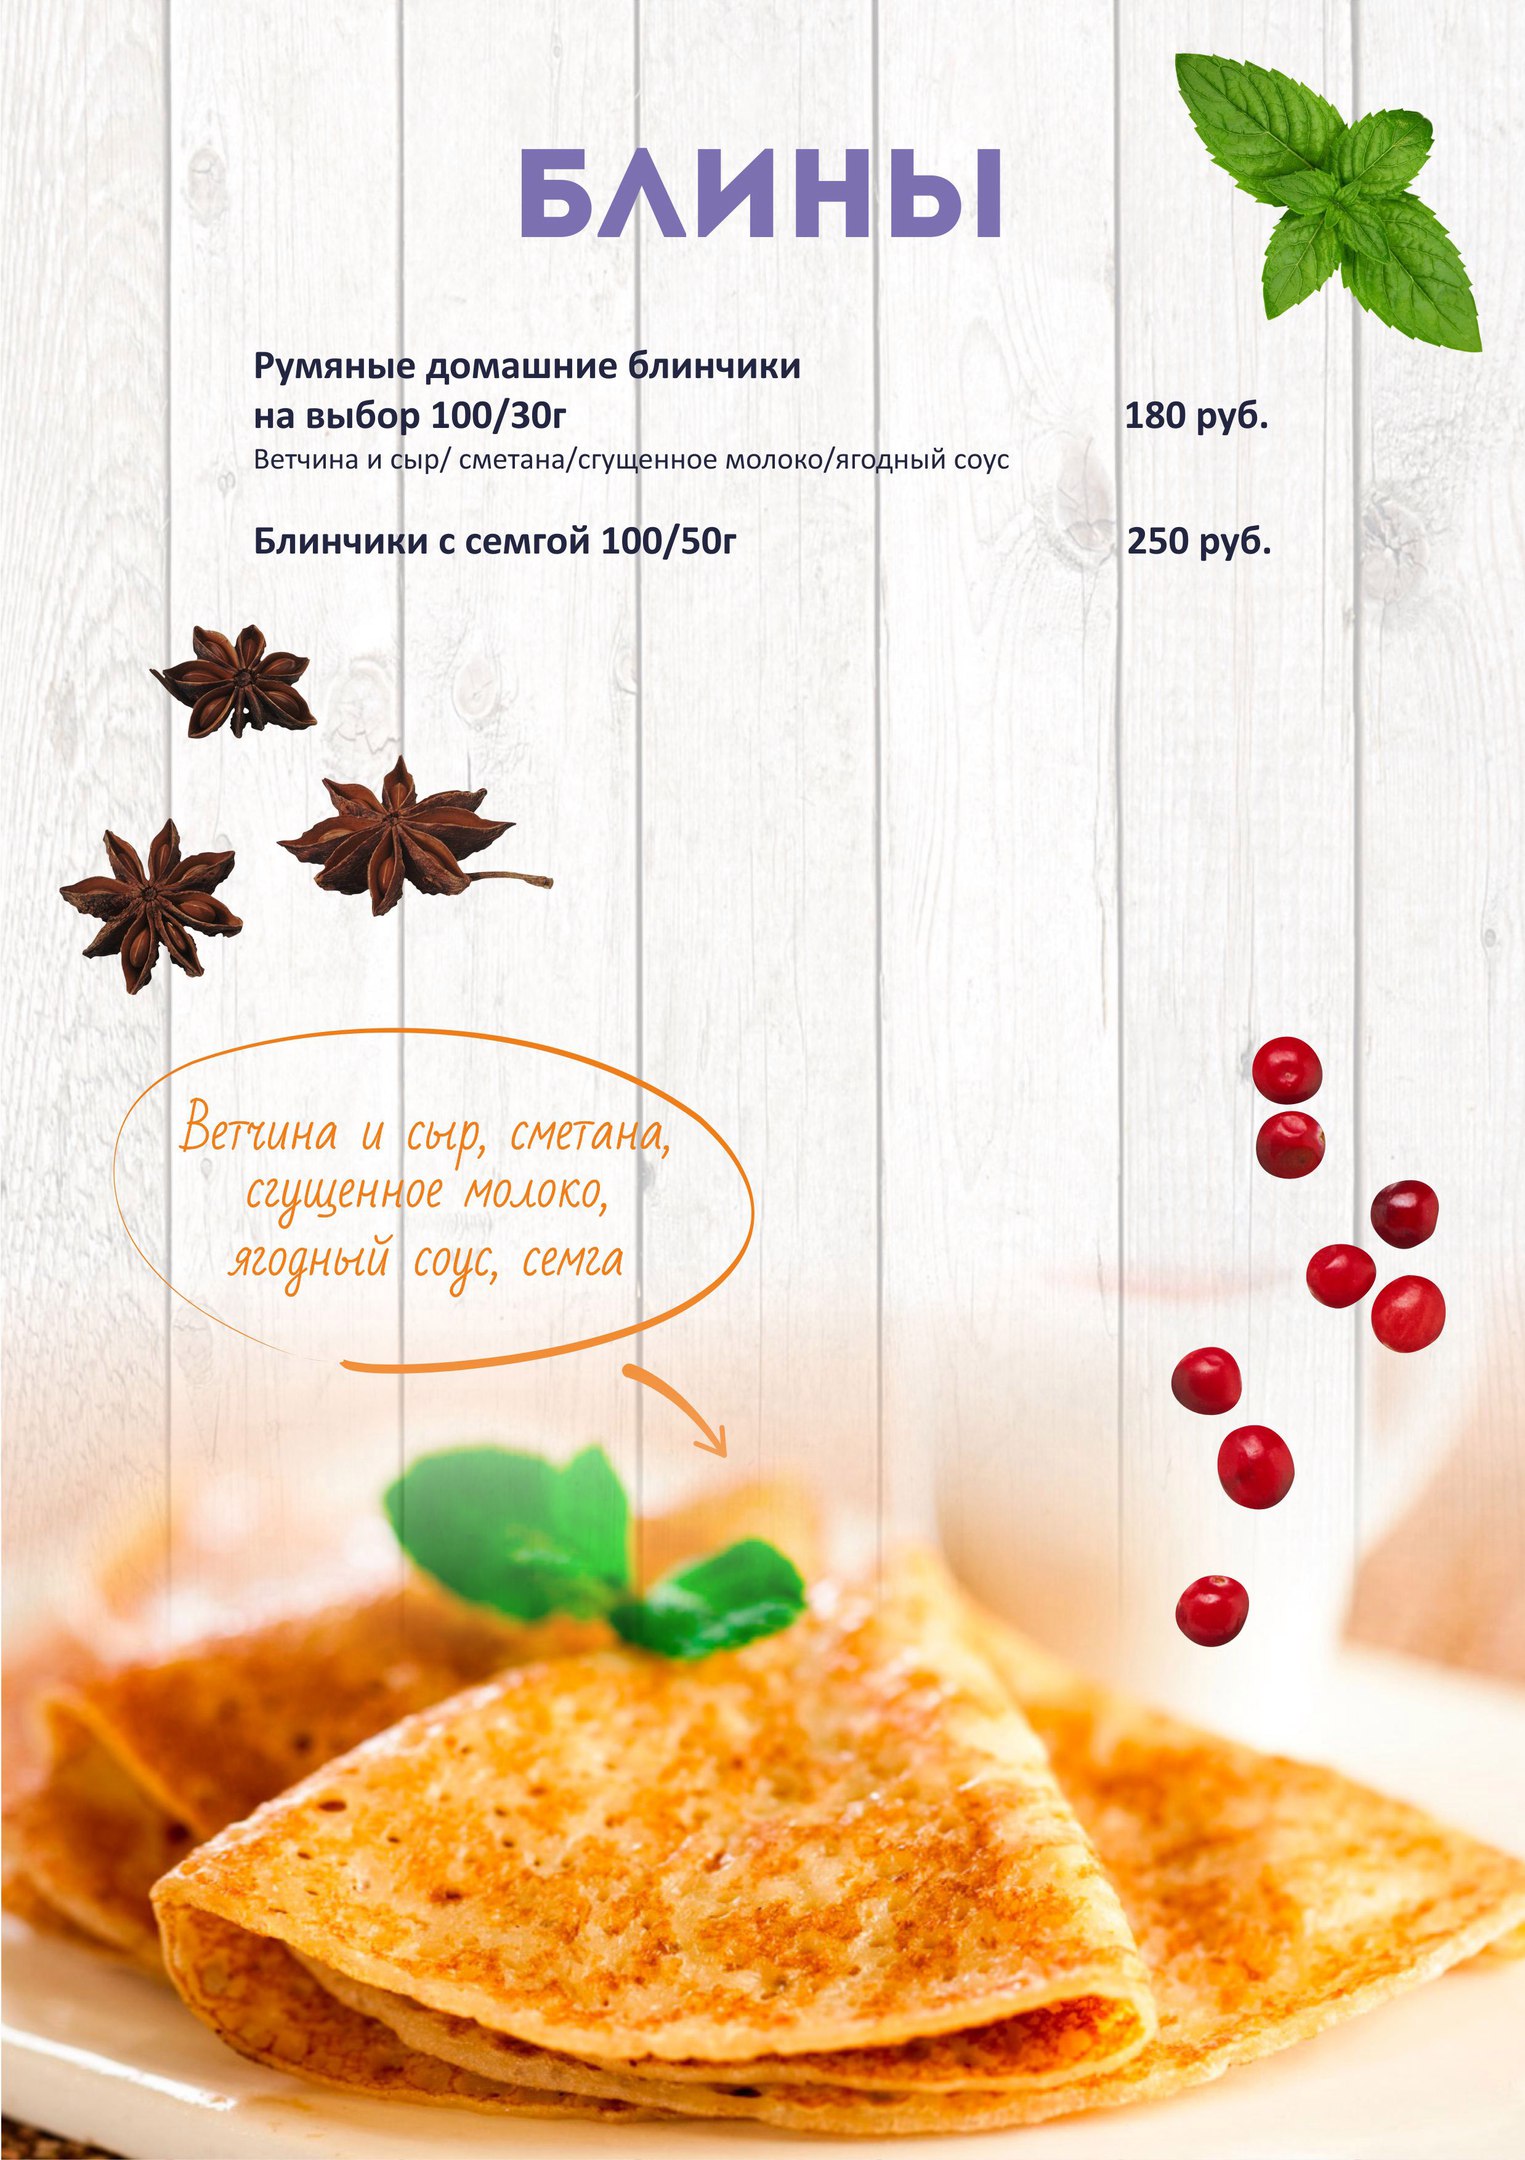 БЛИНЫ
Румяные домашние блинчики
на выбор 100/30г 180 руб.
Ветчина и сыр/ сметана/сгущенное молоко/ягодный соус
Блинчики с семгой 100/50г 250 руб.
Ветчина и сыр, сметана,
сгущенное молоко,
ягодный соус, семга